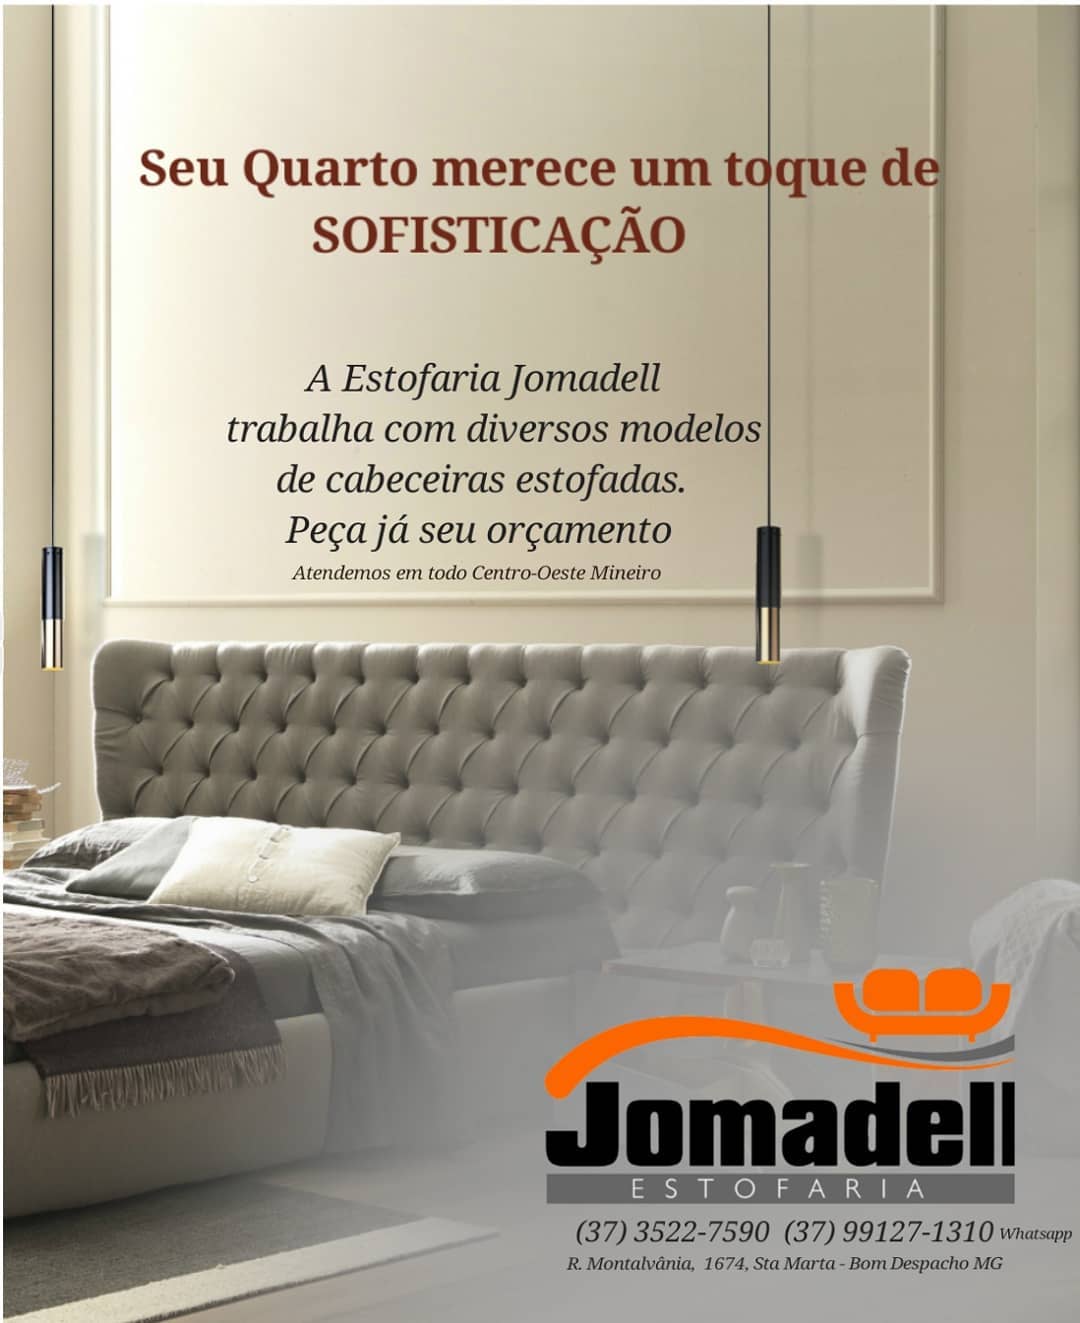 Seu Quarto merece um toque de
SOFISTICAÇÃO
A Estofaria Jomadell
trabalha com diversos modelos
de cabeceiras estofadas.
Peça já seu orçamento
Atendemos em todo Centro-Oeste Mineiro
Jomadell
ESTOFARIA
(37) 3522-7590 (37) 99127-1310 Whatsapp
R. Montalvânia, 1674, Sta Marta - Bom Despacho MG